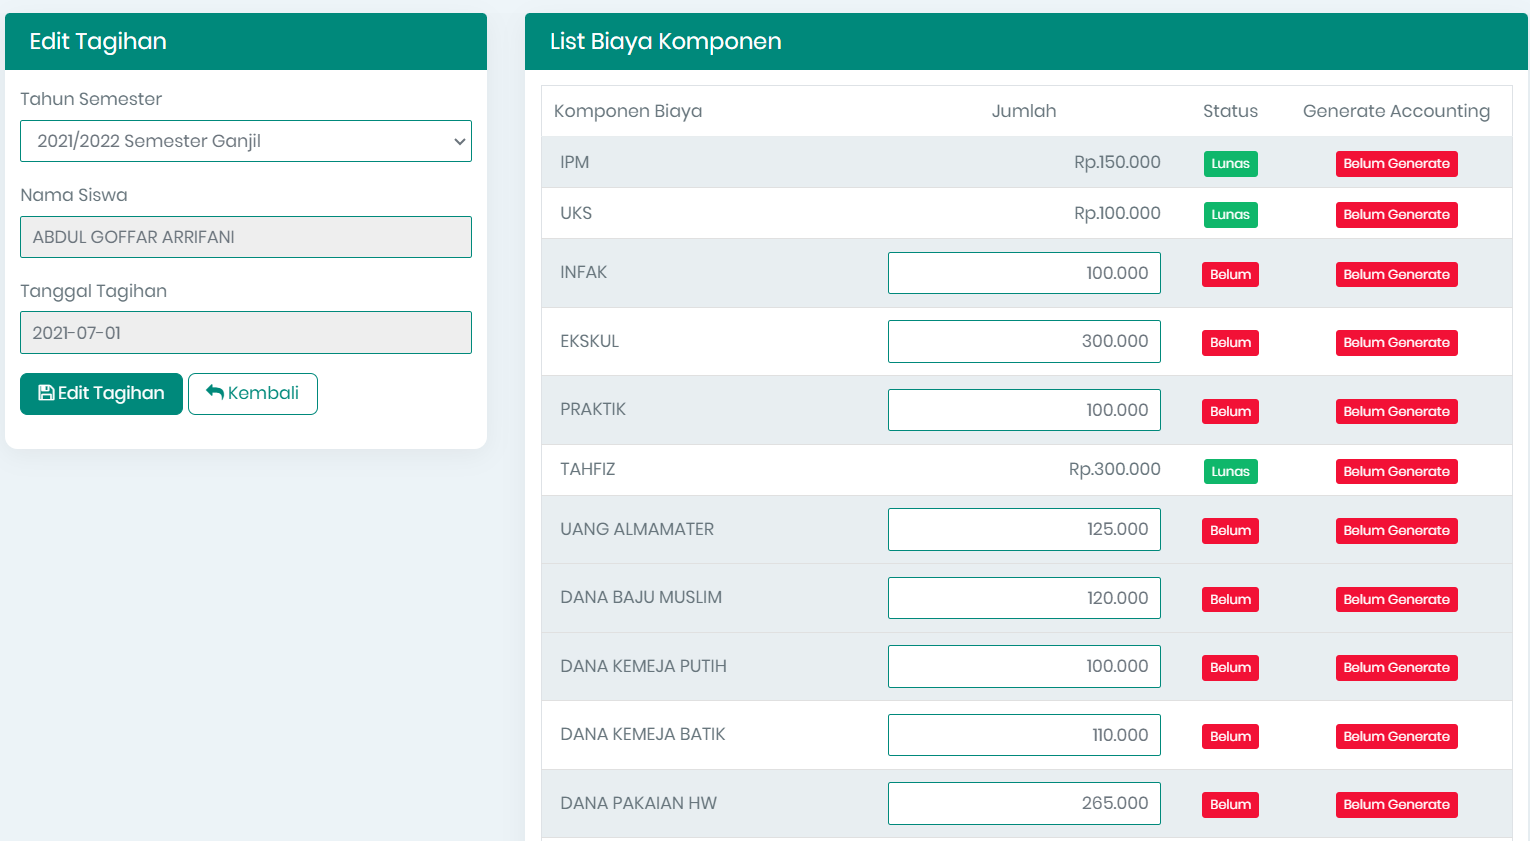 Edit Tagihan
Tahun Semester
2021/2022 Semester Ganjil
Nama Siswa
ABDUL GOFFAR ARRIFANI
Tanggal Tagihan
2021-07-01
Edit Tagihan Kembali
List Biaya Komponen
Komponen Biaya Jumlah Status Generate Accounting
IPM Rp.150.000 Lunas Belum Generate
UKS Rp.100.000 Lunas Belum Generate
INFAK 100.000 Belum Belum Generate
EKSKUL 300.000 Belum Belum Generate
PRAKTIK 100.000 Belum Belum Generate
TAHFIZ Rp.300.000 Lunas Belum Generate
UANG ALMAMATER 125.000 Belum Belum Generate
DANA BAJU MUSLIM 120.000 Belum Belum Generate
DANA KEMEJA PUTIH 100.000 Belum Belum Generate
DANA KEMEJA BATIK 110.000 Belum Belum Generate
DANA PAKAIAN HW 265.000 Belum Belum Generate